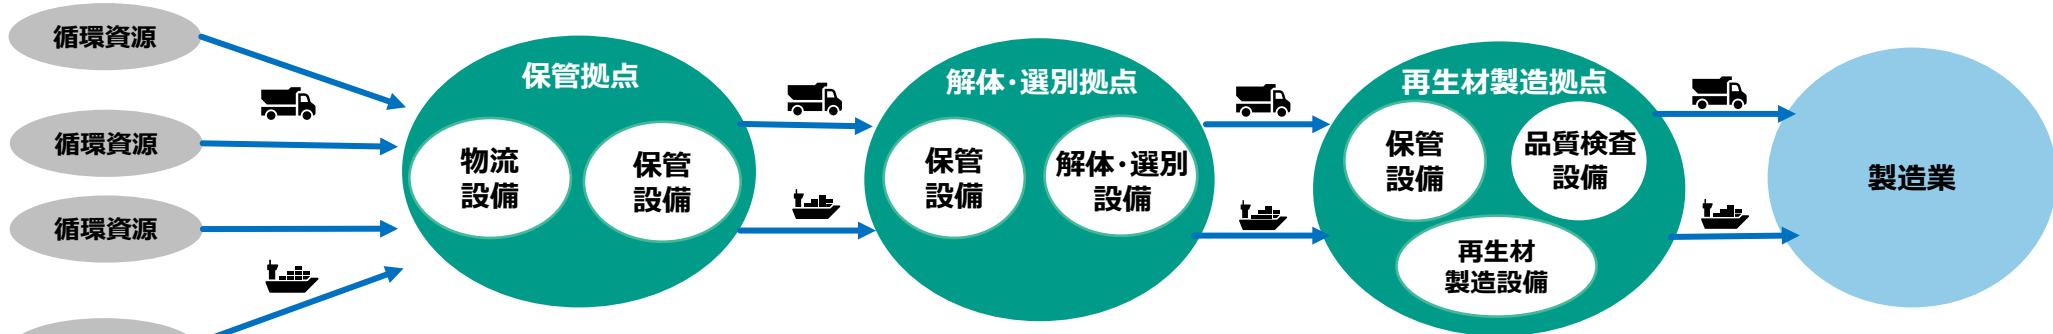 循環資源
循環資源
循環資源
保管拠点
物流
設備
保管
設備
解体・選別拠点
保管
設備
解体・選別
設備
再生材製造拠点
保管
設備
品質検査
設備
再生材
製造設備
製造業